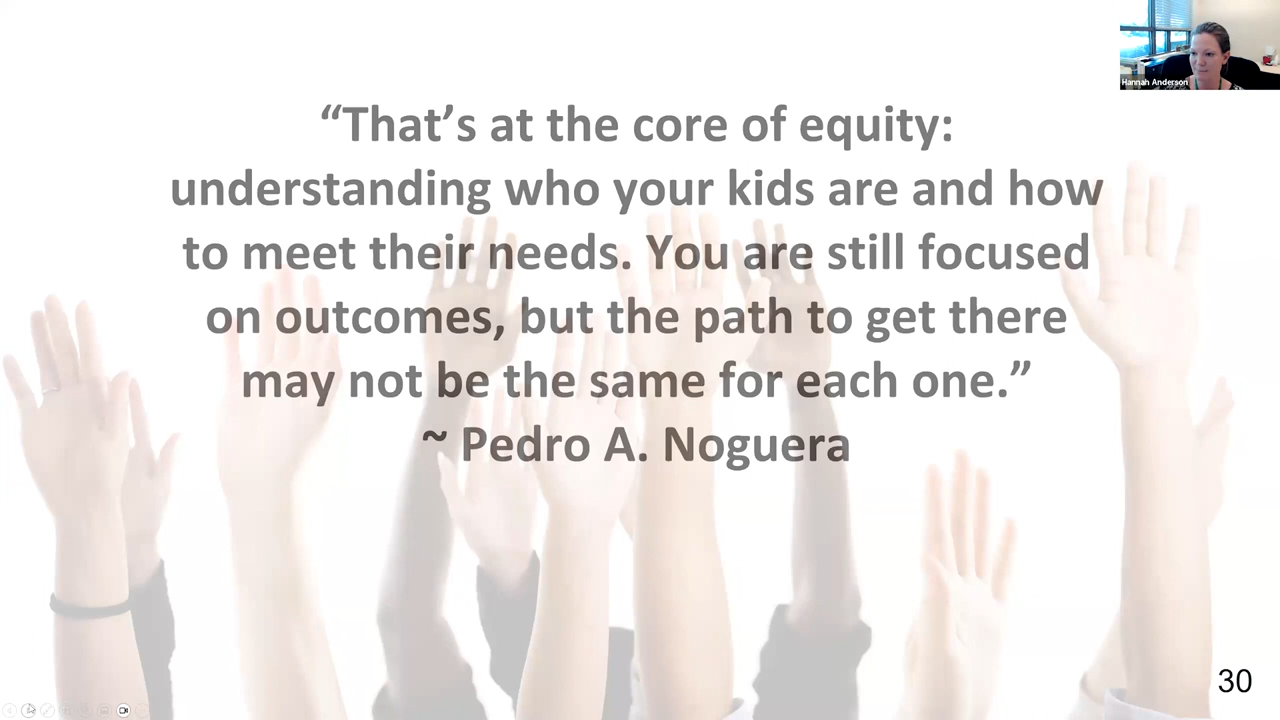 Hannah Anderson
“That’s at the core of equity:
understanding who your kids are and how
to meet their needs. You are still focused
on outcomes, but the path to get there
may not be the same for each one.”
~ Pedro A. Noguera
30